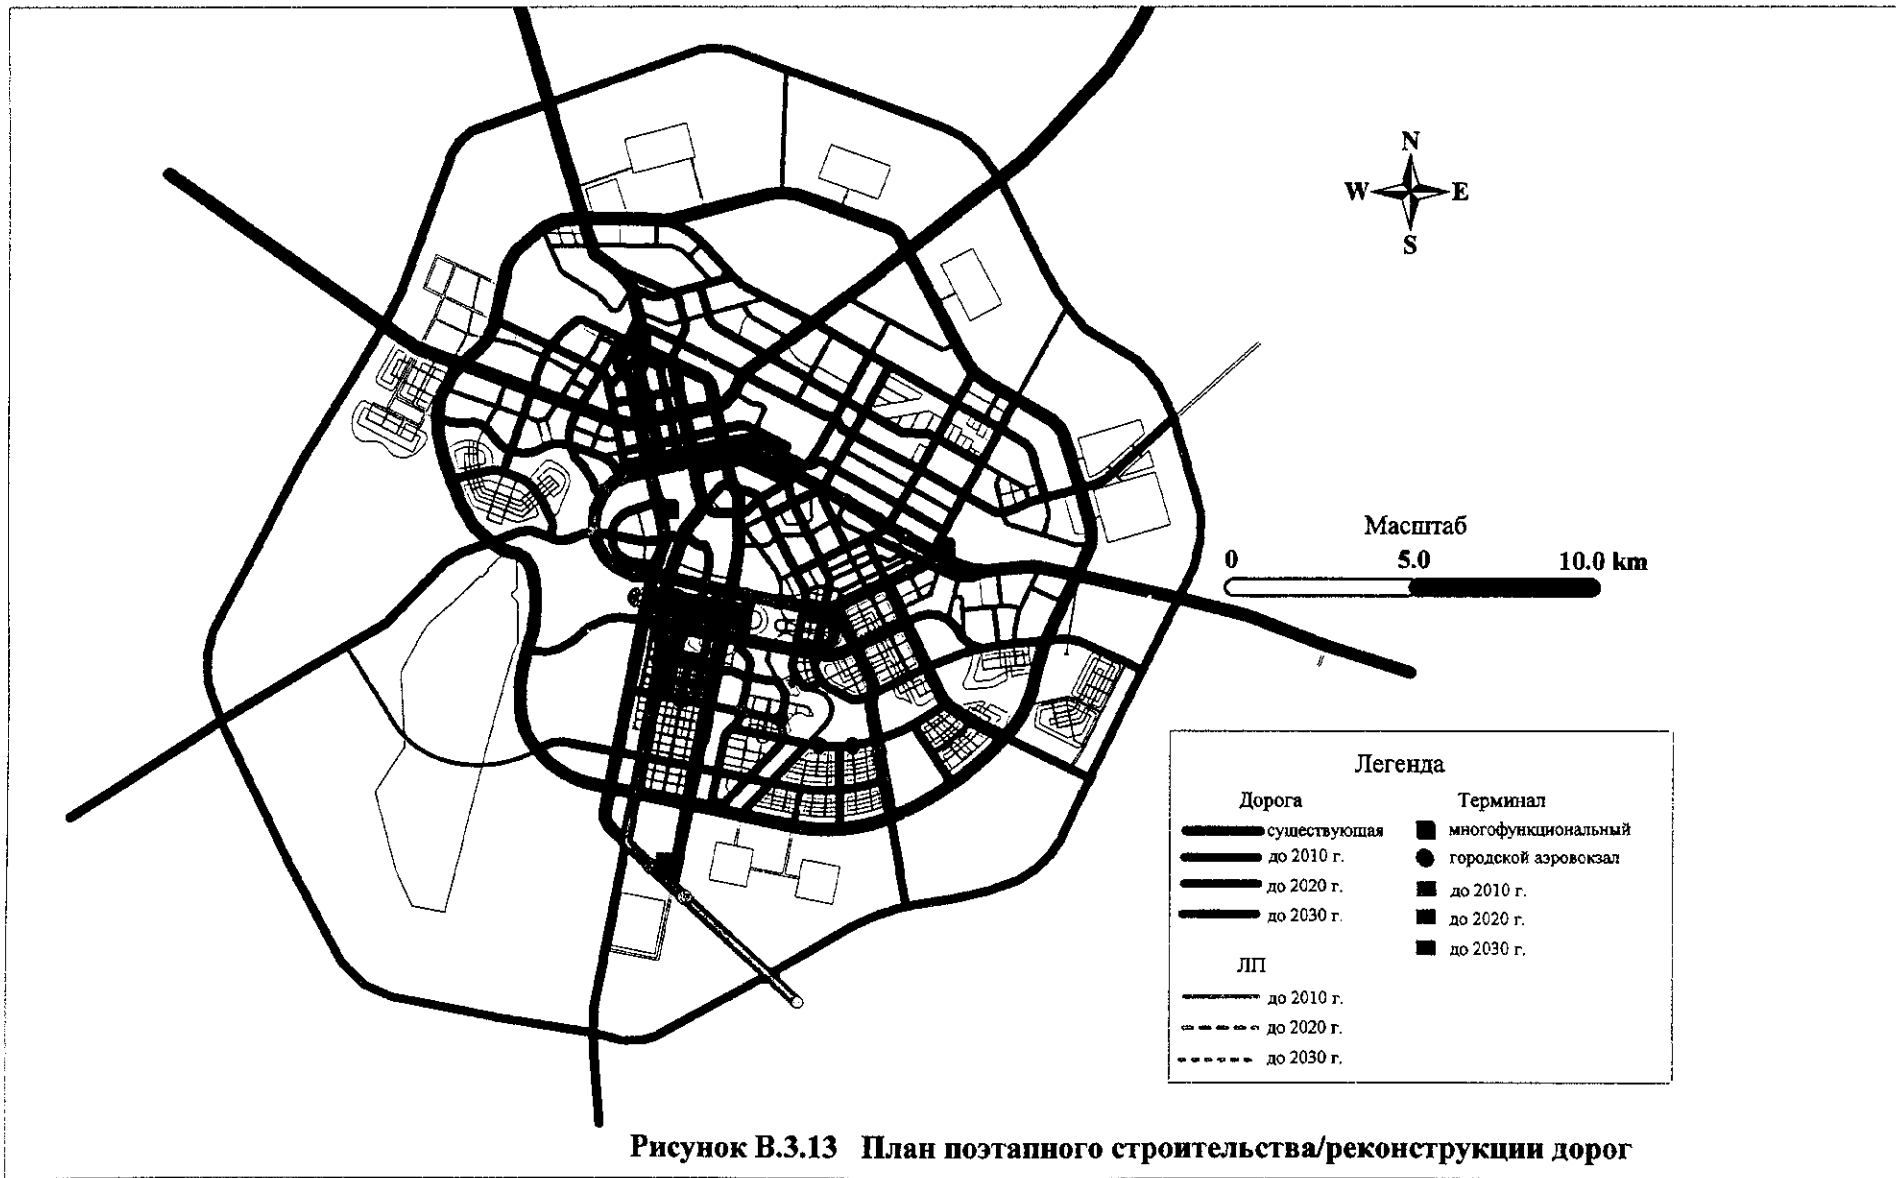 N
W E
S
Масштаб
0 5.0 10.0 km
Легенда
Дорога
существующая
до 2010 г.
до 2020 г.
до 2030 г.
ЛП
до 2010 г.
до 2020 г.
до 2030 г.
Терминал
многофункциональный
городской аэровокзал
до 2010 г.
до 2020 г.
до 2030 г.
Рисунок В.3.13 План поэтапного строительства/реконструкции дорог